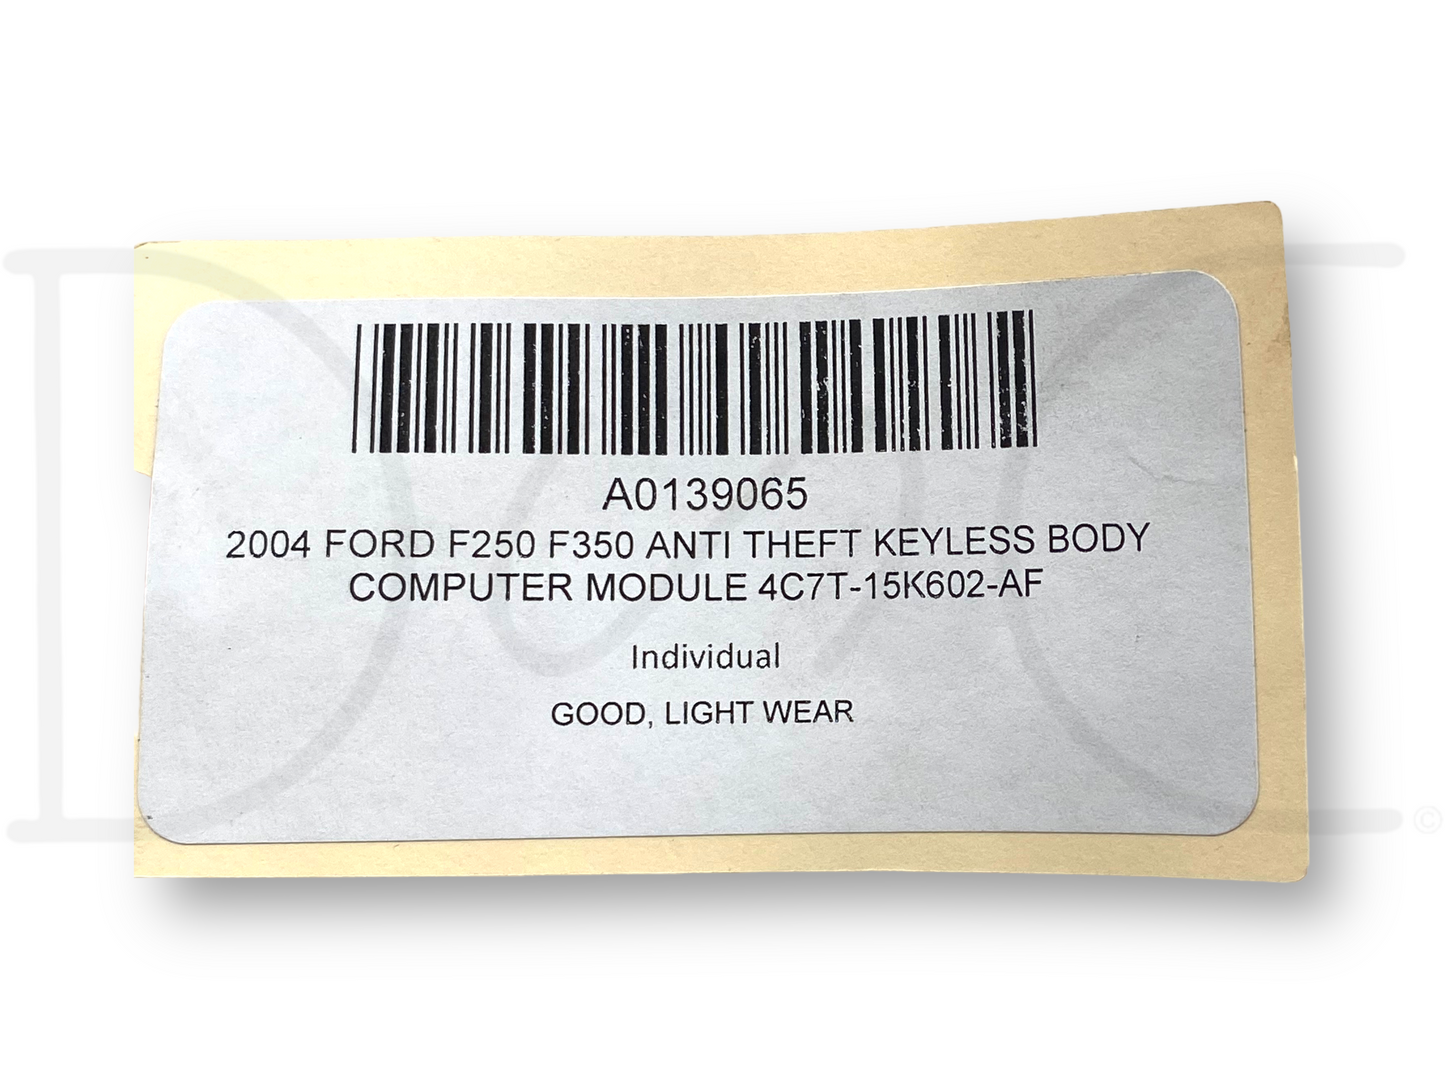 A0139065
2004 FORD F250 F350 ANTI THEFT KEYLESS BODY
COMPUTER MODULE 4C7T-15K602-AF
Individual
GOOD, LIGHT WEAR
©